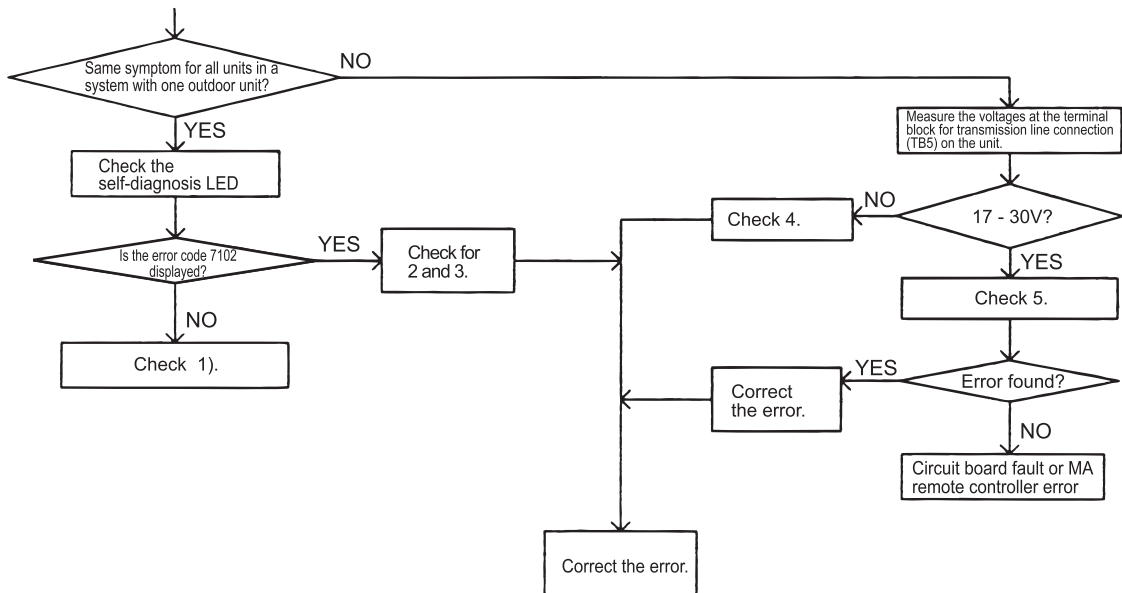 Same symptom for all units in a
system with one outdoor unit?
NO
YES
Measure the voltages at the terminal
block for transmission line connection
(TB5) on the unit.
Check the
self-diagnosis LED
NO
Check 4.
17 - 30V?
YES
Is the error code 7102
displayed?
YES
Check for
2 and 3.
Check 5.
NO
Check 1).
YES
Error found?
Correct
the error.
NO
Circuit board fault or MA
remote controller error
Correct the error.